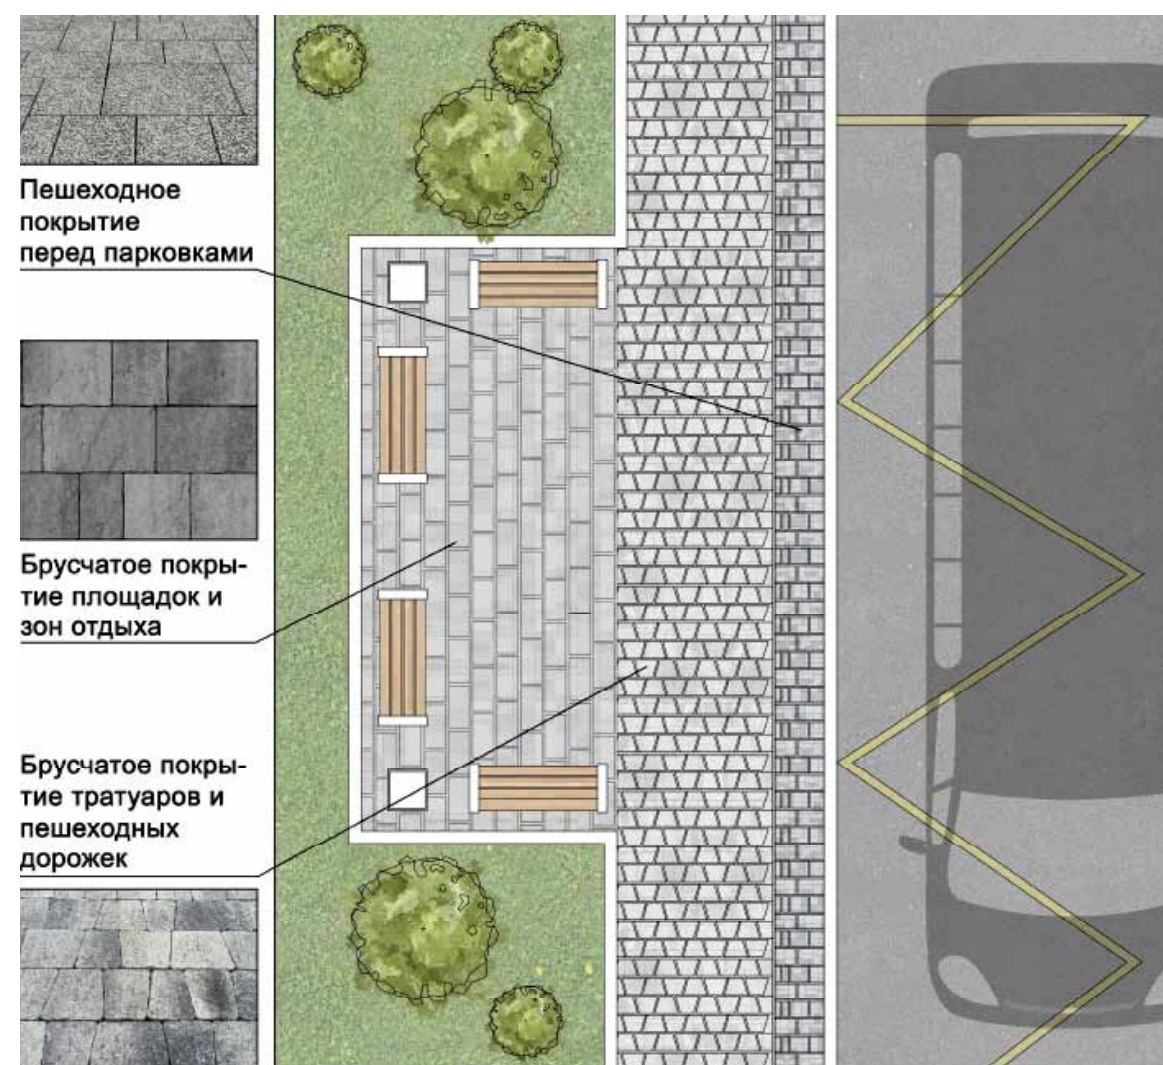 Пешеходное
покрытие
перед парковками
Брусчатое покры-
тие площадок и
зон отдыха
Брусчатое покры-
тие тратуаров и
пешеходных
дорожек